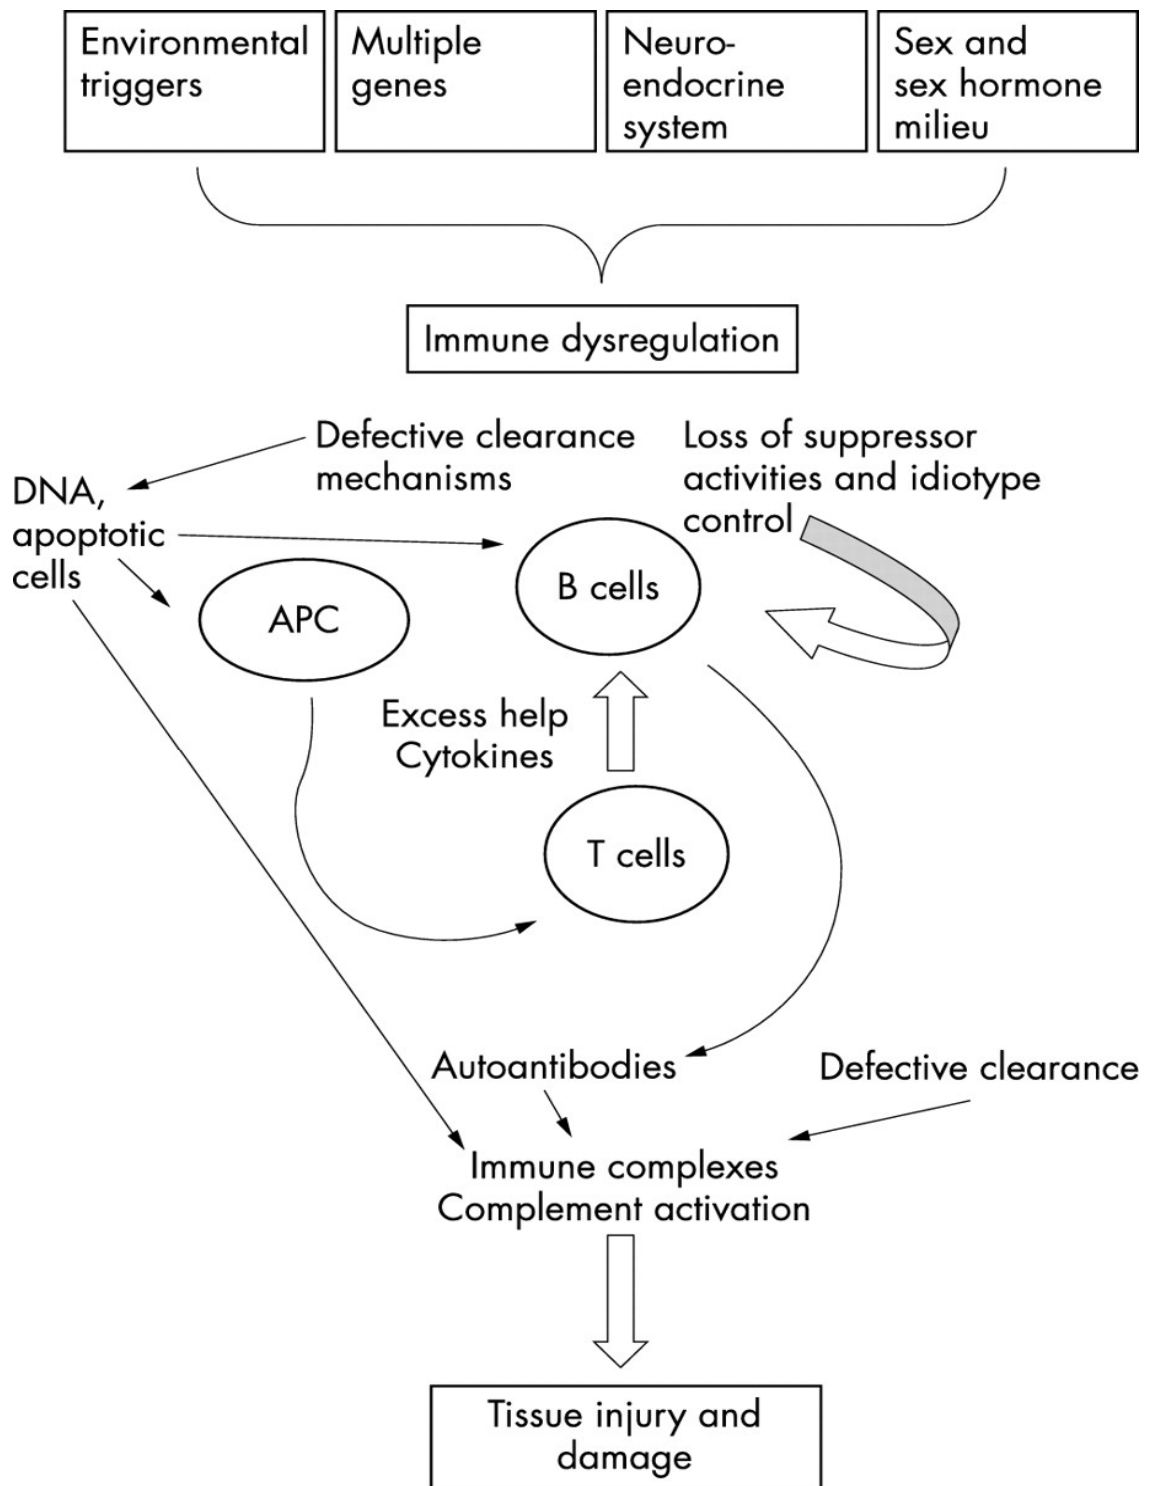 Environmental
triggers
Multiple
genes
Neuro-
endocrine
system
Sex and
sex hormone
milieu
Immune dysregulation
Defective clearance
mechanisms
Loss of suppressor
activities and idiotype
control
DNA,
apoptotic
cells
APC
B cells
Excess help
Cytokines
T cells
Autoantibodies
Defective clearance
Immune complexes
Complement activation
Tissue injury and
damage